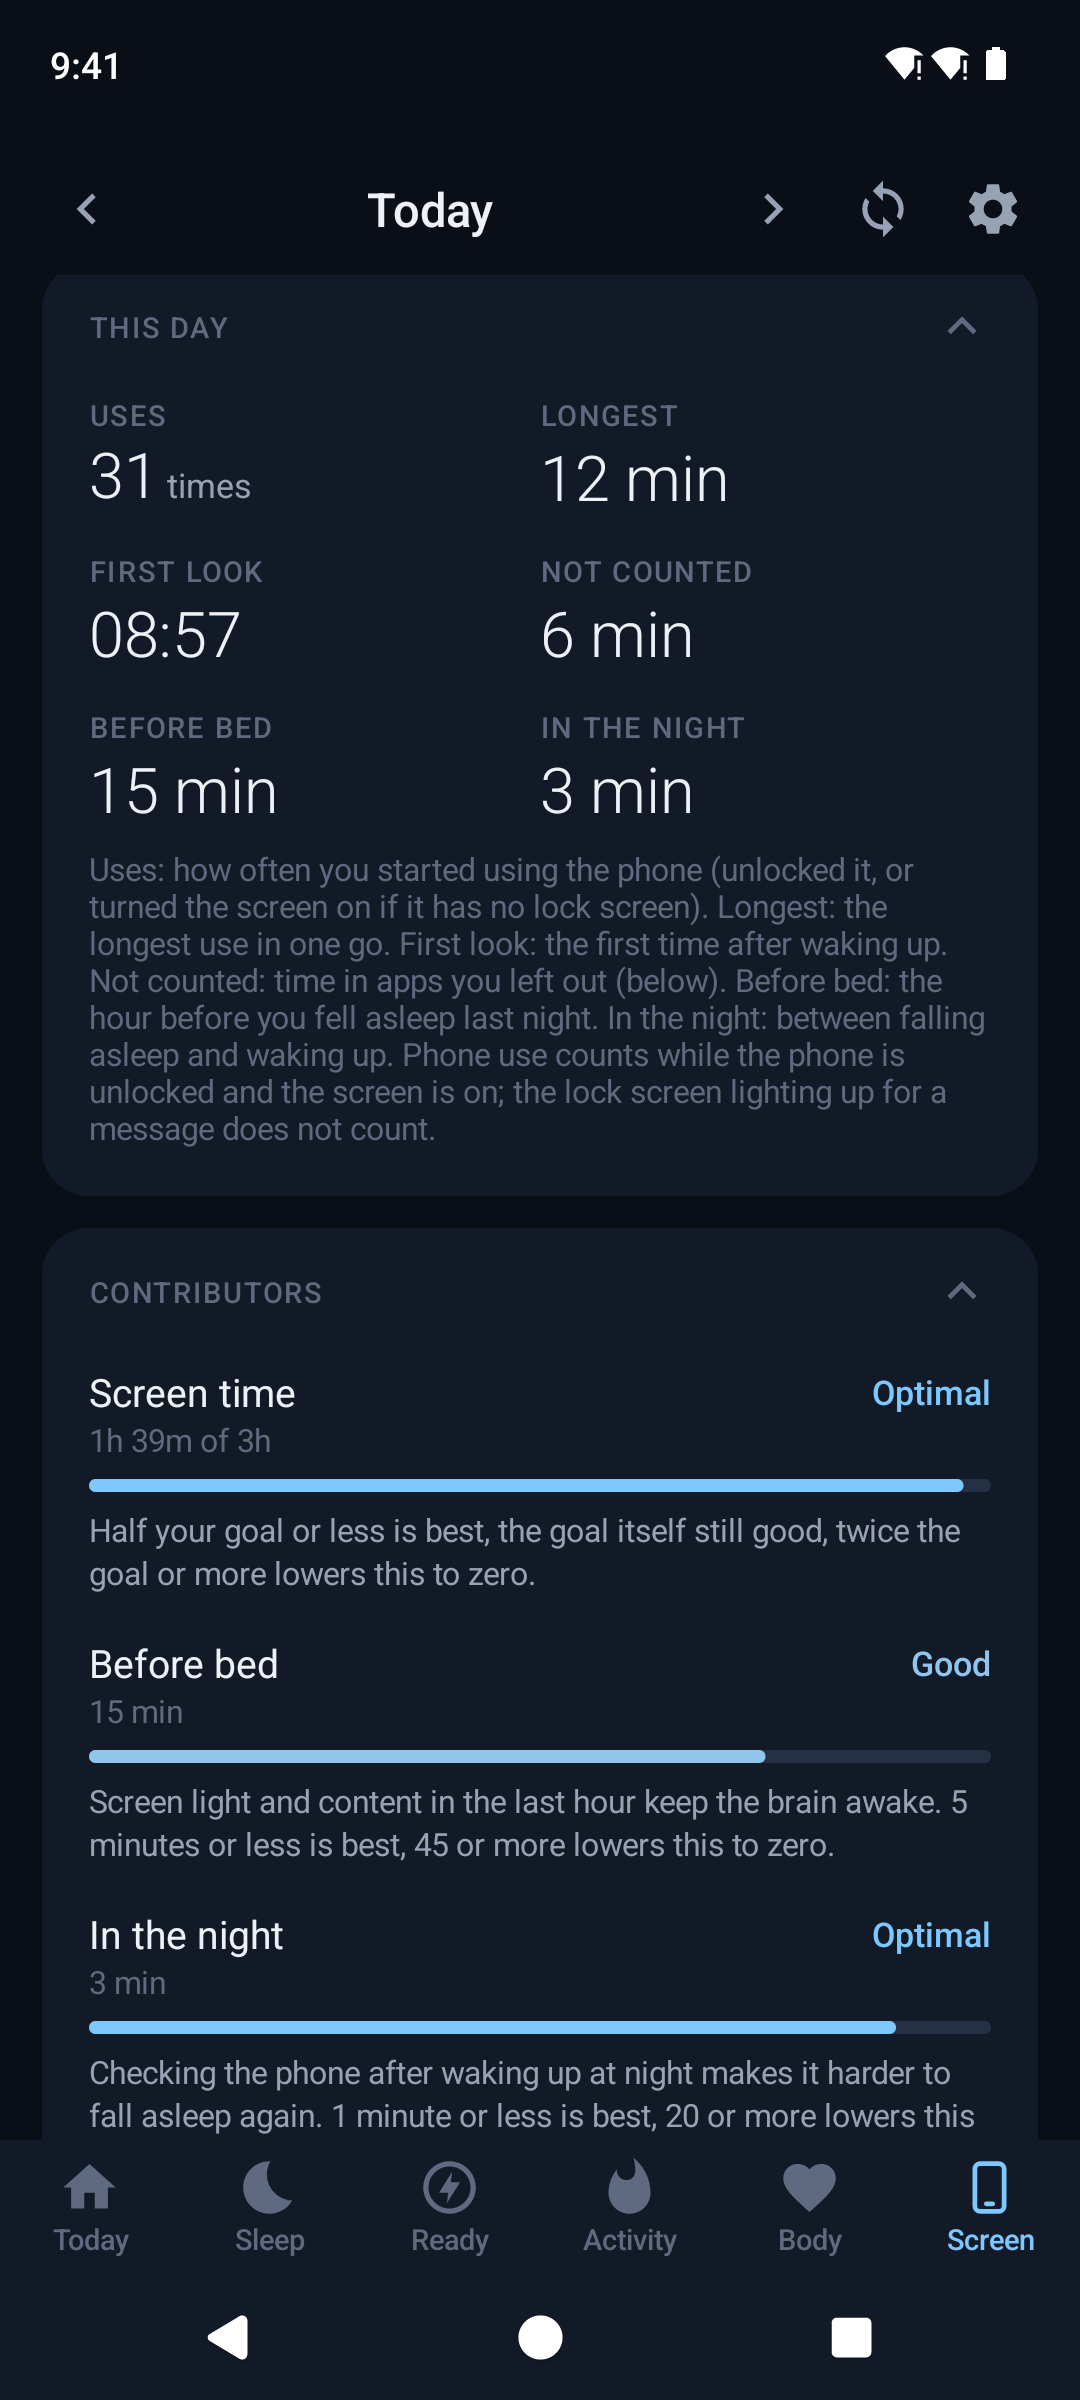 9:41
Today
THIS DAY
USES
31 times
LONGEST
12 min
FIRST LOOK
08:57
NOT COUNTED
6 min
BEFORE BED
15 min
IN THE NIGHT
3 min
Uses: how often you started using the phone (unlocked it, or
turned the screen on if it has no lock screen). Longest: the
longest use in one go. First look: the first time after waking up.
Not counted: time in apps you left out (below). Before bed: the
hour before you fell asleep last night. In the night: between falling
asleep and waking up. Phone use counts while the phone is
unlocked and the screen is on; the lock screen lighting up for a
message does not count.
CONTRIBUTORS
Screen time
Optimal
1h 39m of 3h
Half your goal or less is best, the goal itself still good, twice the
goal or more lowers this to zero.
Before bed
Good
15 min
Screen light and content in the last hour keep the brain awake. 5
minutes or less is best, 45 or more lowers this to zero.
In the night
Optimal
3 min
Checking the phone after waking up at night makes it harder to
fall asleep again. 1 minute or less is best, 20 or more lowers this
Today
Sleep
Ready
Activity
Body
Screen